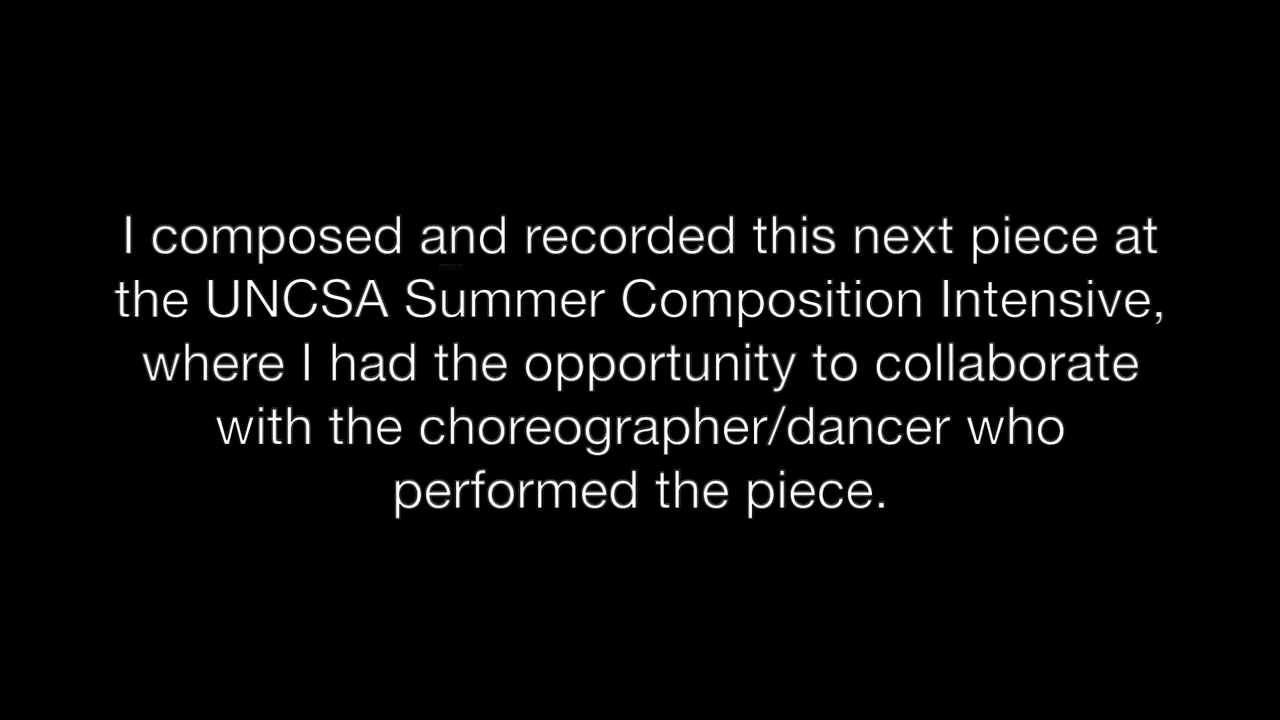 I composed and recorded this next piece at
the UNCSA Summer Composition Intensive,
where I had the opportunity to collaborate
with the choreographer/dancer who
performed the piece.